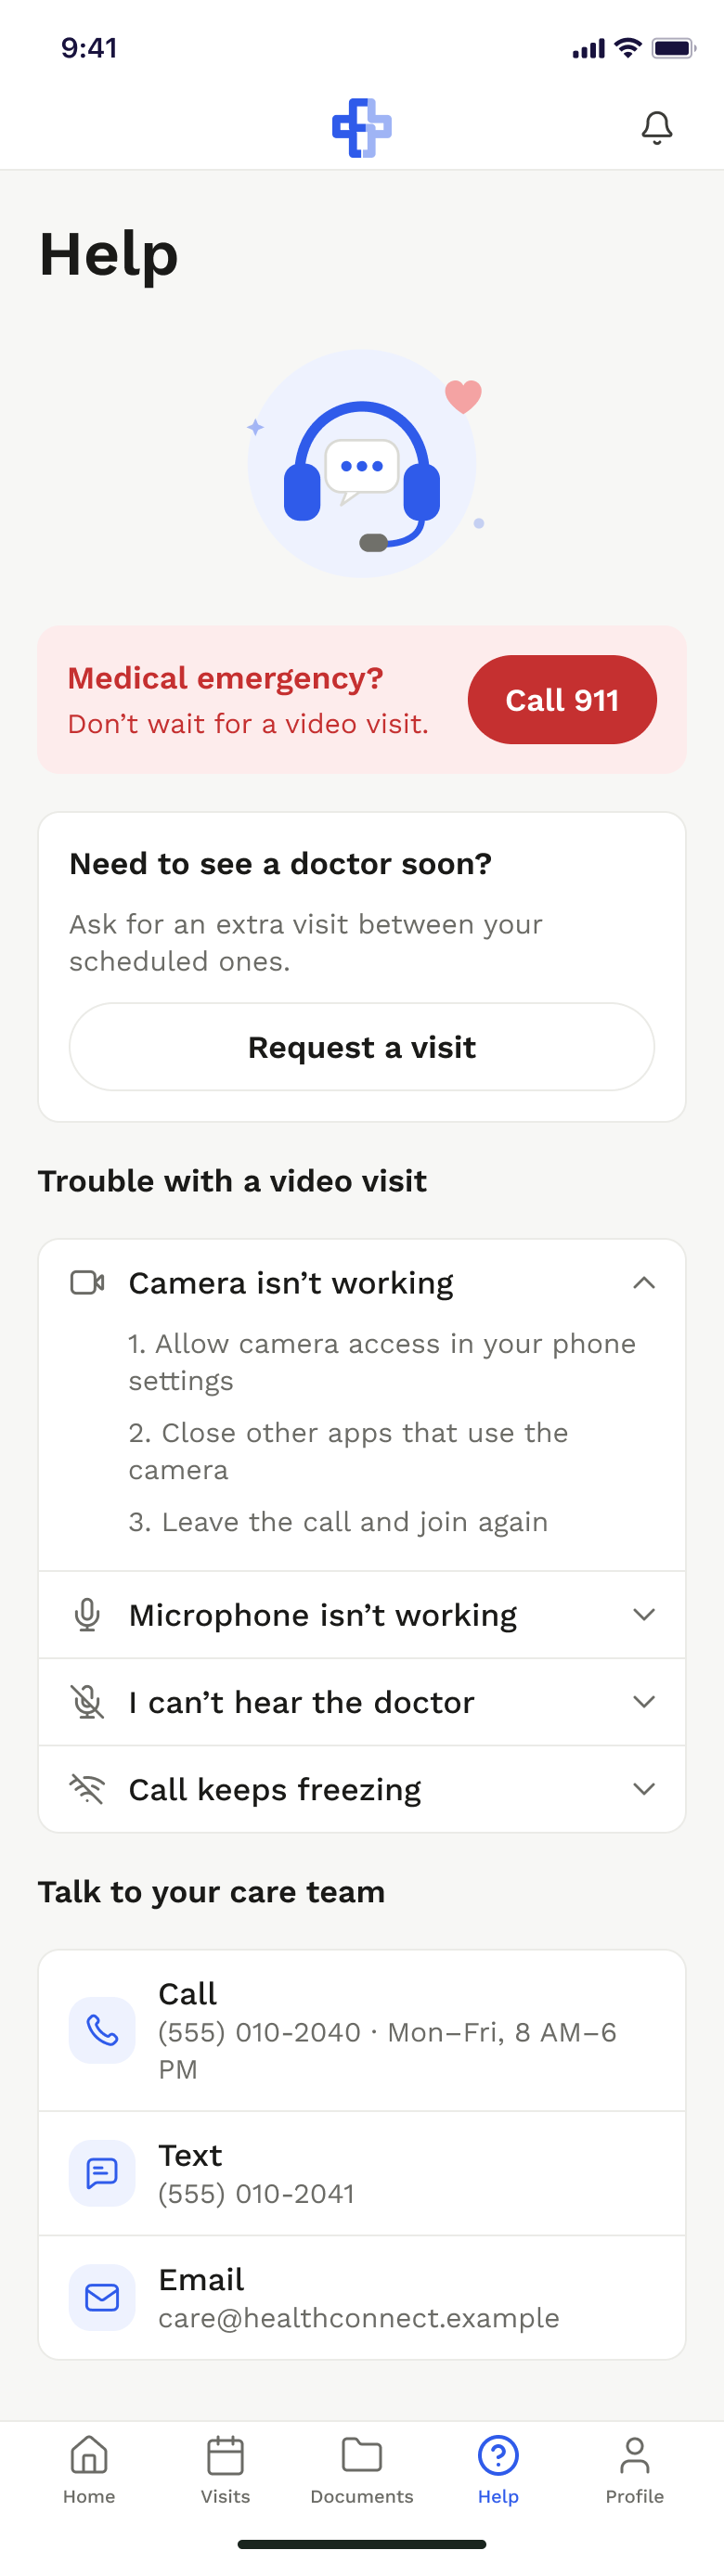 9:41
Help
Medical emergency?
Don’t wait for a video visit.
Call 911
Need to see a doctor soon?
Ask for an extra visit between your
scheduled ones.
Request a visit
Trouble with a video visit
Camera isn’t working
1. Allow camera access in your phone
settings
2. Close other apps that use the
camera
3. Leave the call and join again
Microphone isn’t working
I can’t hear the doctor
Call keeps freezing
Talk to your care team
Call
(555) 010-2040 · Mon–Fri, 8 AM–6
PM
Text
(555) 010-2041
Email
care@healthconnect.example
Home
Visits
Documents
Help
Profile